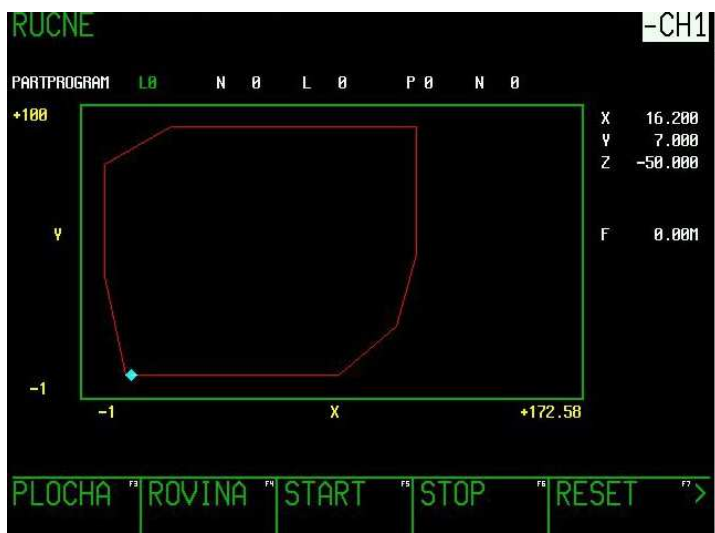 RUCNE -CH1
PARTPROGRAM L0 N 0 L 0 P 0 N 0
+100 X 16.200
Y 7.000
Z -50.000
Y F 0.00M
-1
-1 X +172.58
PLOCHA F3 ROVINA F4 START F5 STOP F6 RESET F7 >